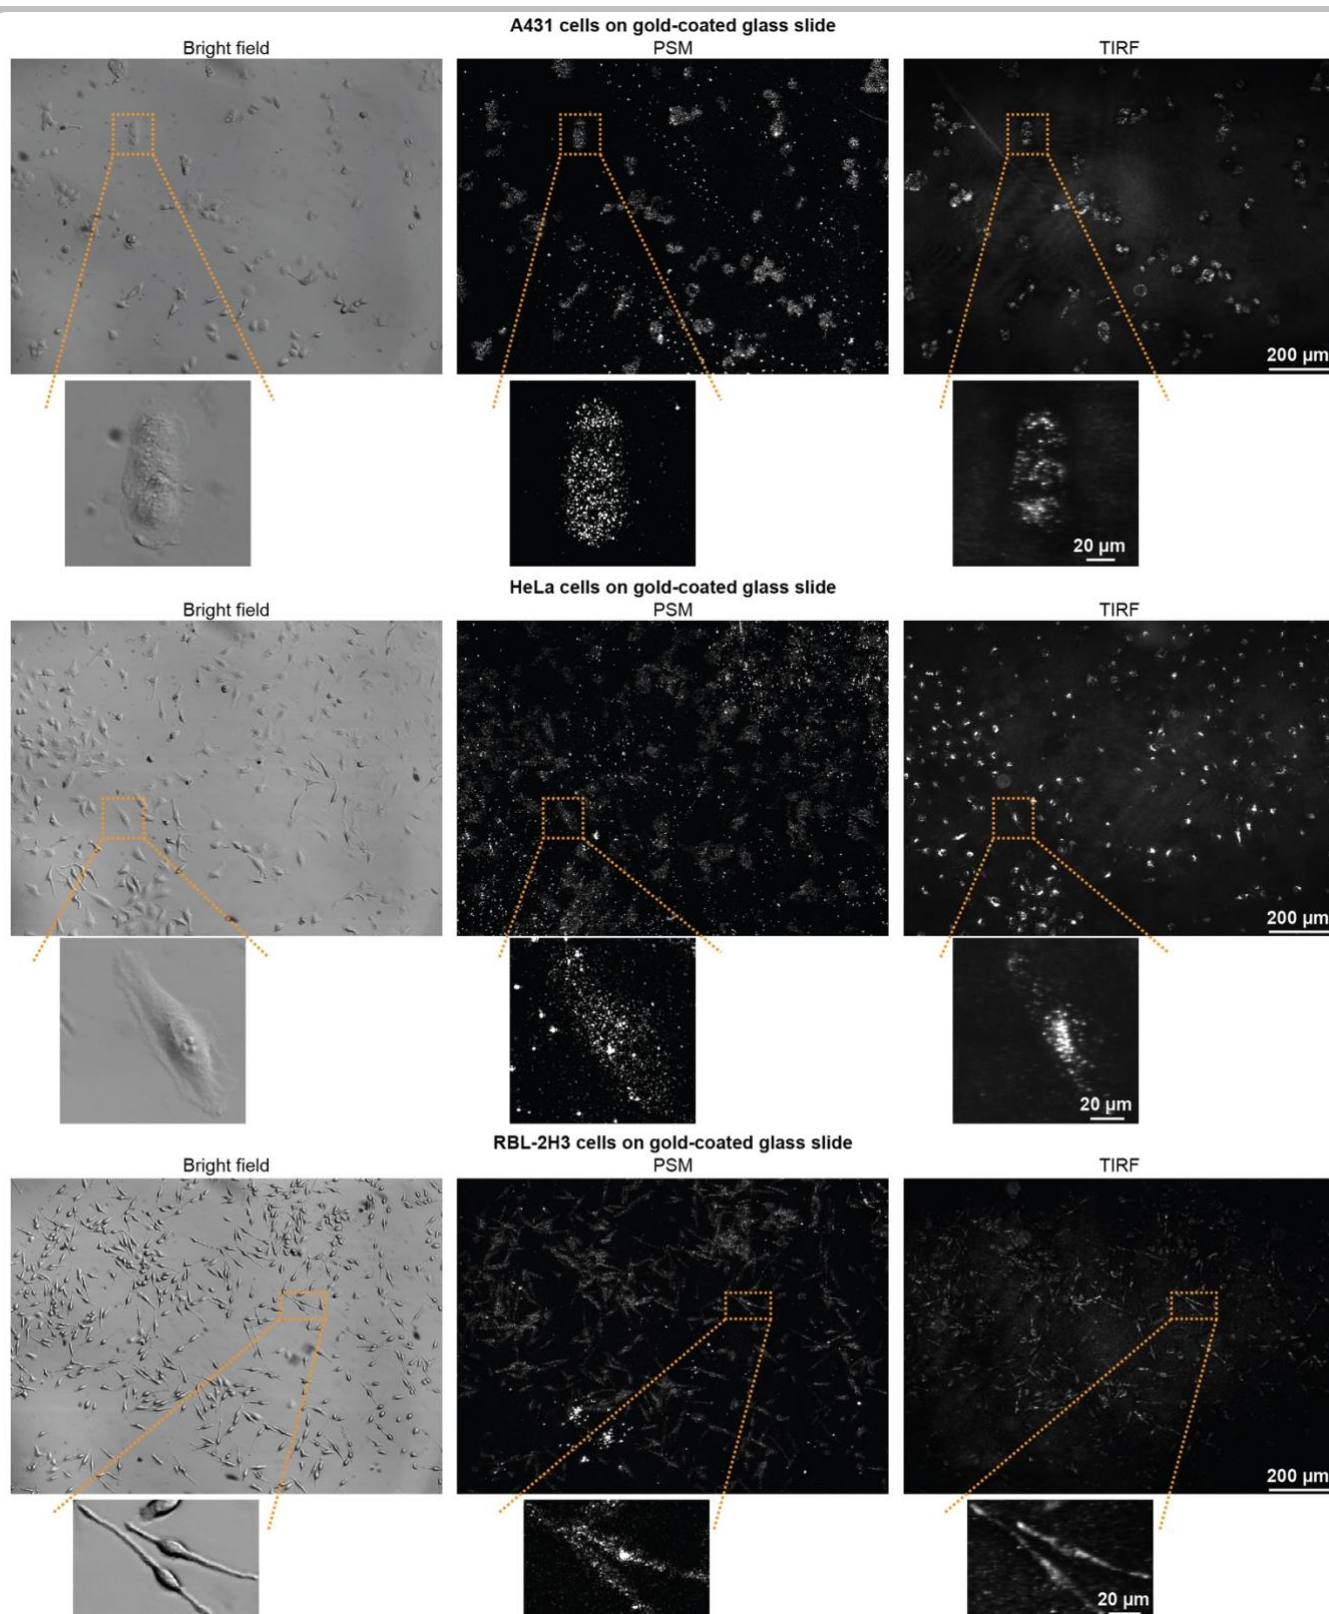 A431 cells on gold-coated glass slide
Bright field PSM TIRF
200 µm
20 µm
HeLa cells on gold-coated glass slide
Bright field PSM TIRF
200 µm
20 µm
RBL-2H3 cells on gold-coated glass slide
Bright field PSM TIRF
200 µm
20 µm